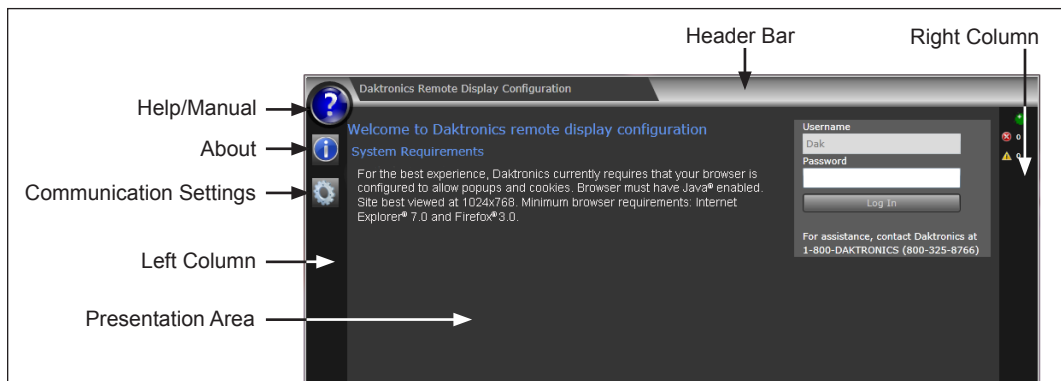 Header Bar
Right Column
Help/Manual
About
Communication Settings
Left Column
Presentation Area
?
i
Daktronics Remote Display Configuration
Welcome to Daktronics remote display configuration
System Requirements
For the best experience, Daktronics currently requires that your browser is
configured to allow popups and cookies. Browser must have Java® enabled.
Site best viewed at 1024x768. Minimum browser requirements: Internet
Explorer® 7.0 and Firefox®3.0.
Username
Dak
Password
Log In
For assistance, contact Daktronics at
1-800-DAKTRONICS (800-325-8766)
0
0